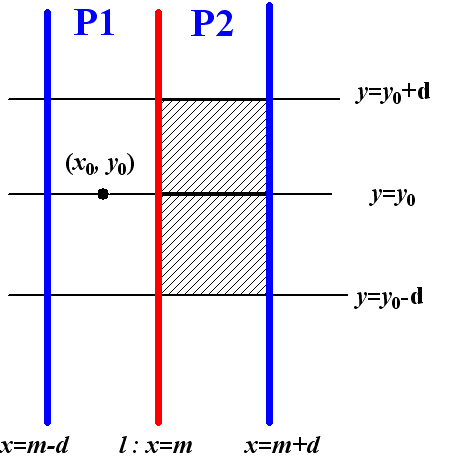 P1 P2
y=y₀+d
(x₀, y₀)
y=y₀
y=y₀-d
x=m-d l : x=m x=m+d